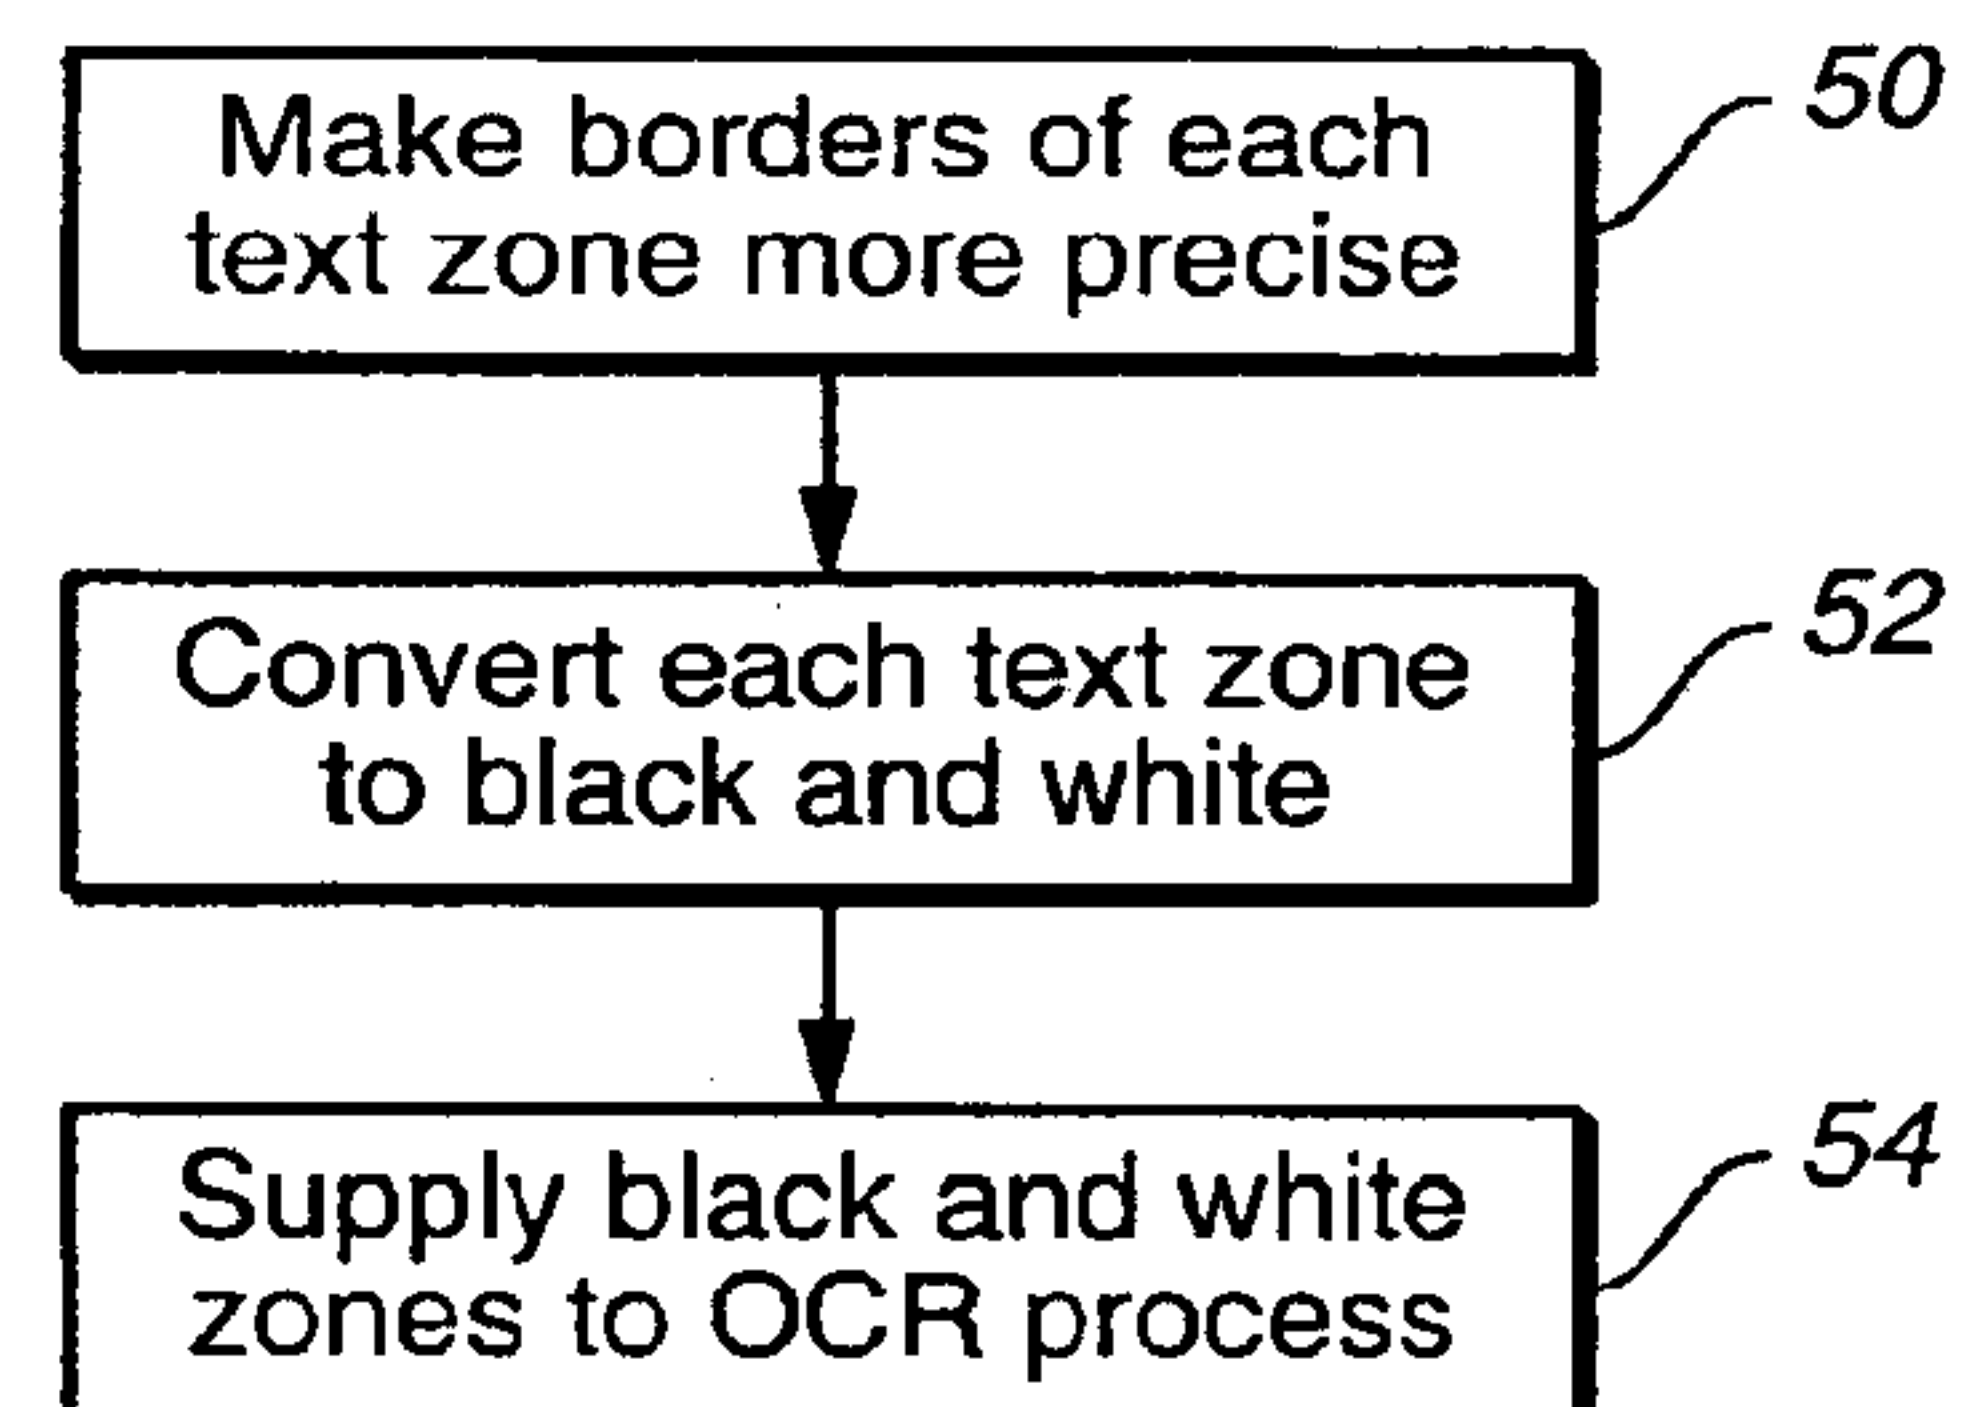 Make borders of each
text zone more precise
50
Convert each text zone
to black and white
52
Supply black and white
zones to OCR process
54